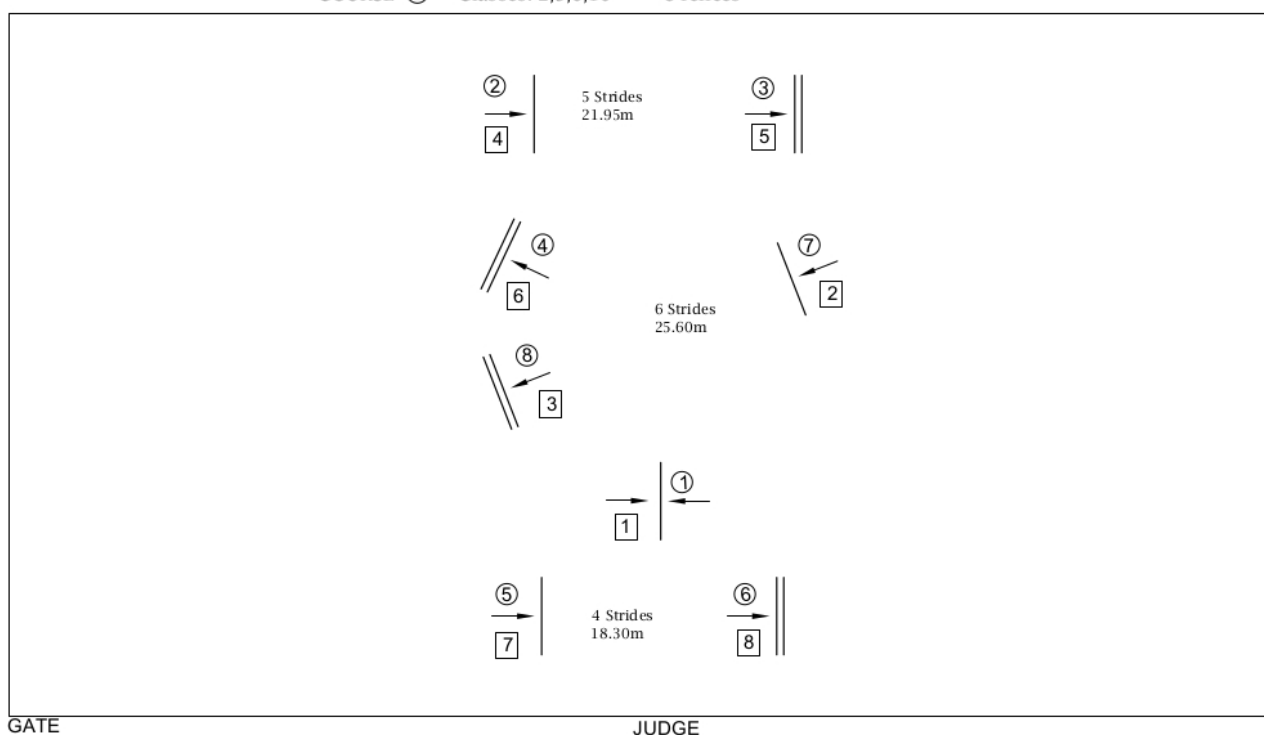 ② 5 Strides ③
21.95m
4 5
④ ⑦
6 2
6 Strides
25.60m
⑧
3
①
1
⑤ ⑥
4 Strides
18.30m
7 8
GATE JUDGE